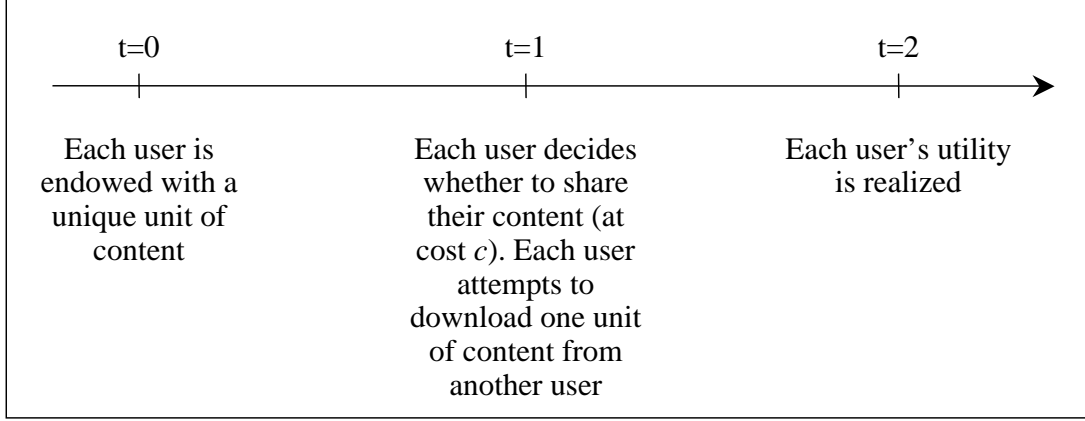 t=0
t=1
t=2
Each user is
endowed with a
unique unit of
content
Each user decides
whether to share
their content (at
cost c). Each user
attempts to
download one unit
of content from
another user
Each user’s utility
is realized